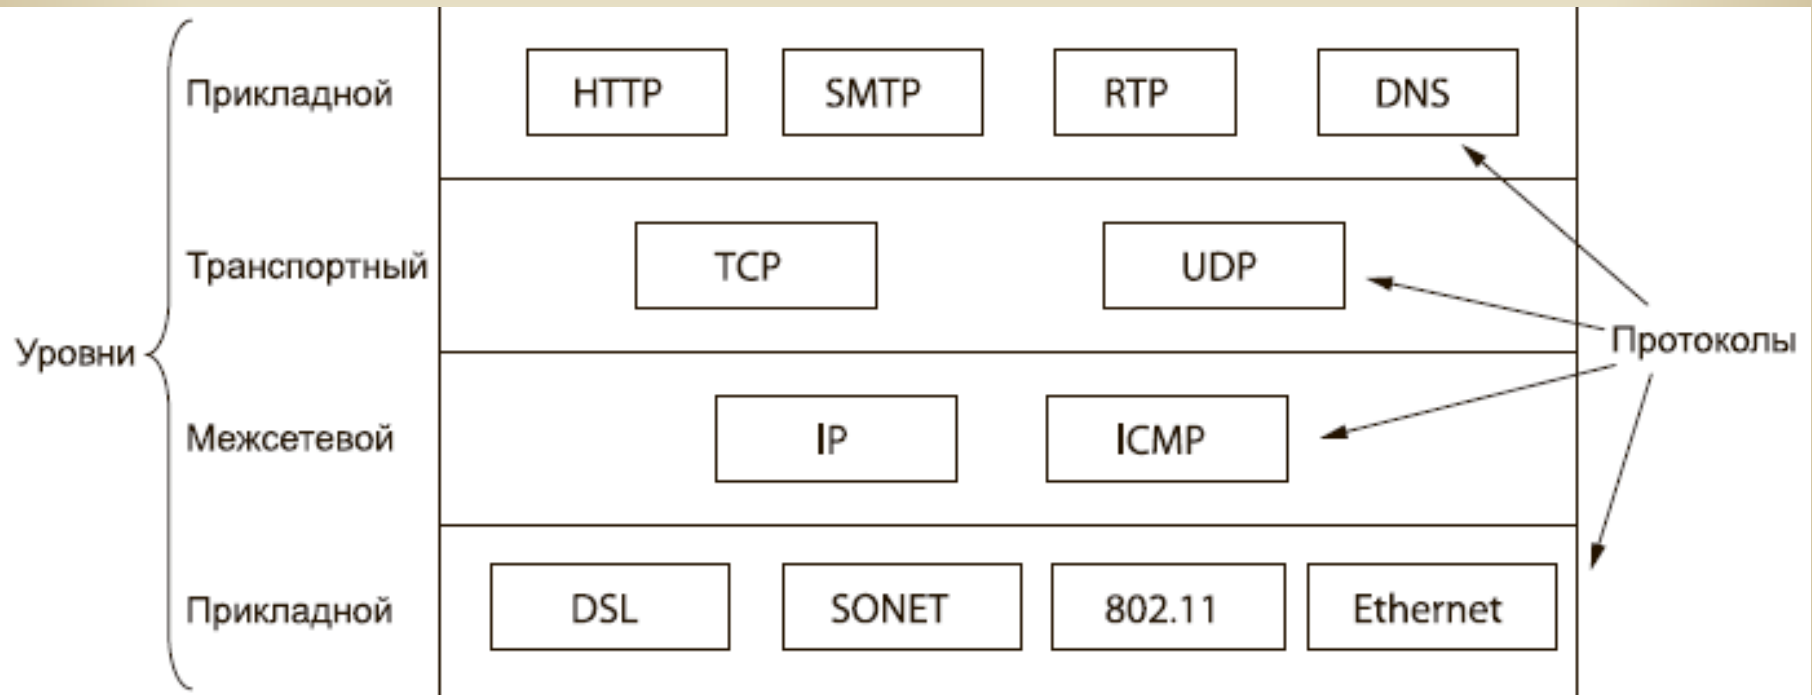 Прикладной HTTP SMTP RTP DNS
Транспортный TCP UDP
Уровни Протоколы
Межсетевой IP ICMP
Прикладной DSL SONET 802.11 Ethernet